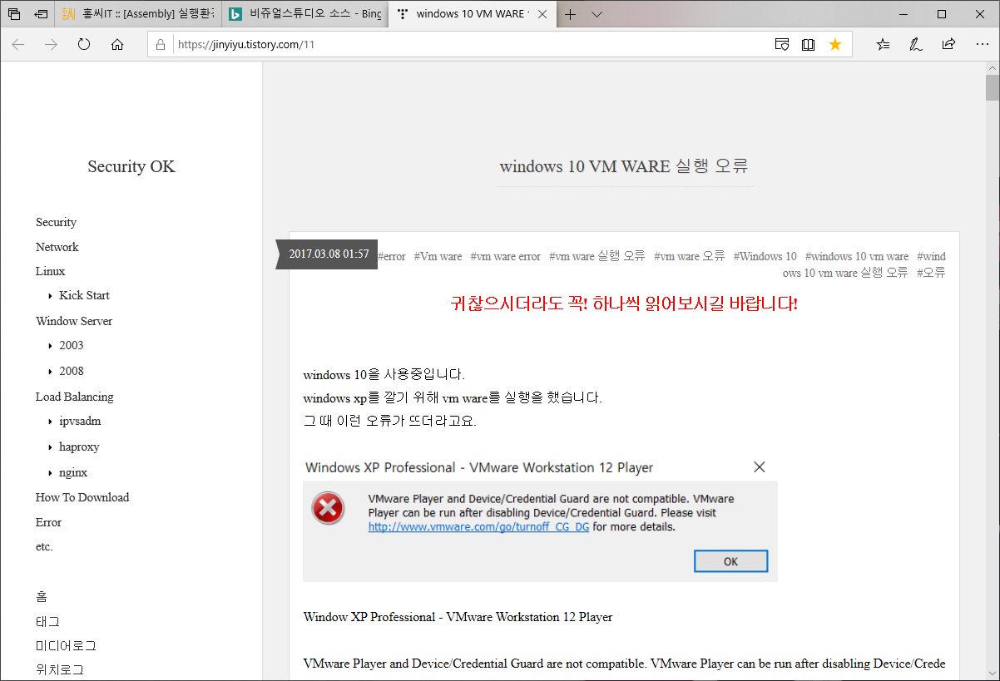 홍씨IT :: [Assembly] 실행환경
비쥬얼스튜디오 소스 - Bing
windows 10 VM WARE
https://jinyiyu.tistory.com/11
Security OK
Security
Network
Linux
Kick Start
Window Server
2003
2008
Load Balancing
ipvsadm
haproxy
nginx
How To Download
Error
etc.
홈
태그
미디어로그
위치로그
windows 10 VM WARE 실행 오류
2017.03.08 01:57
#error #Vm ware #vm ware error #vm ware 실행 오류 #vm ware 오류 #Windows 10 #windows 10 vm ware #wind
ows 10 vm ware 실행 오류 #오류
귀찮으시더라도 꼭! 하나씩 읽어보시길 바랍니다!
windows 10을 사용중입니다.
windows xp를 깔기 위해 vm ware를 실행을 했습니다.
그 때 이런 오류가 뜨더라고요.
Windows XP Professional - VMware Workstation 12 Player
VMware Player and Device/Credential Guard are not compatible. VMware
Player can be run after disabling Device/Credential Guard. Please visit
http://www.vmware.com/go/turnoff_CG_DG for more details.
OK
Window XP Professional - VMware Workstation 12 Player
VMware Player and Device/Credential Guard are not compatible. VMware Player can be run after disabling Device/Crede